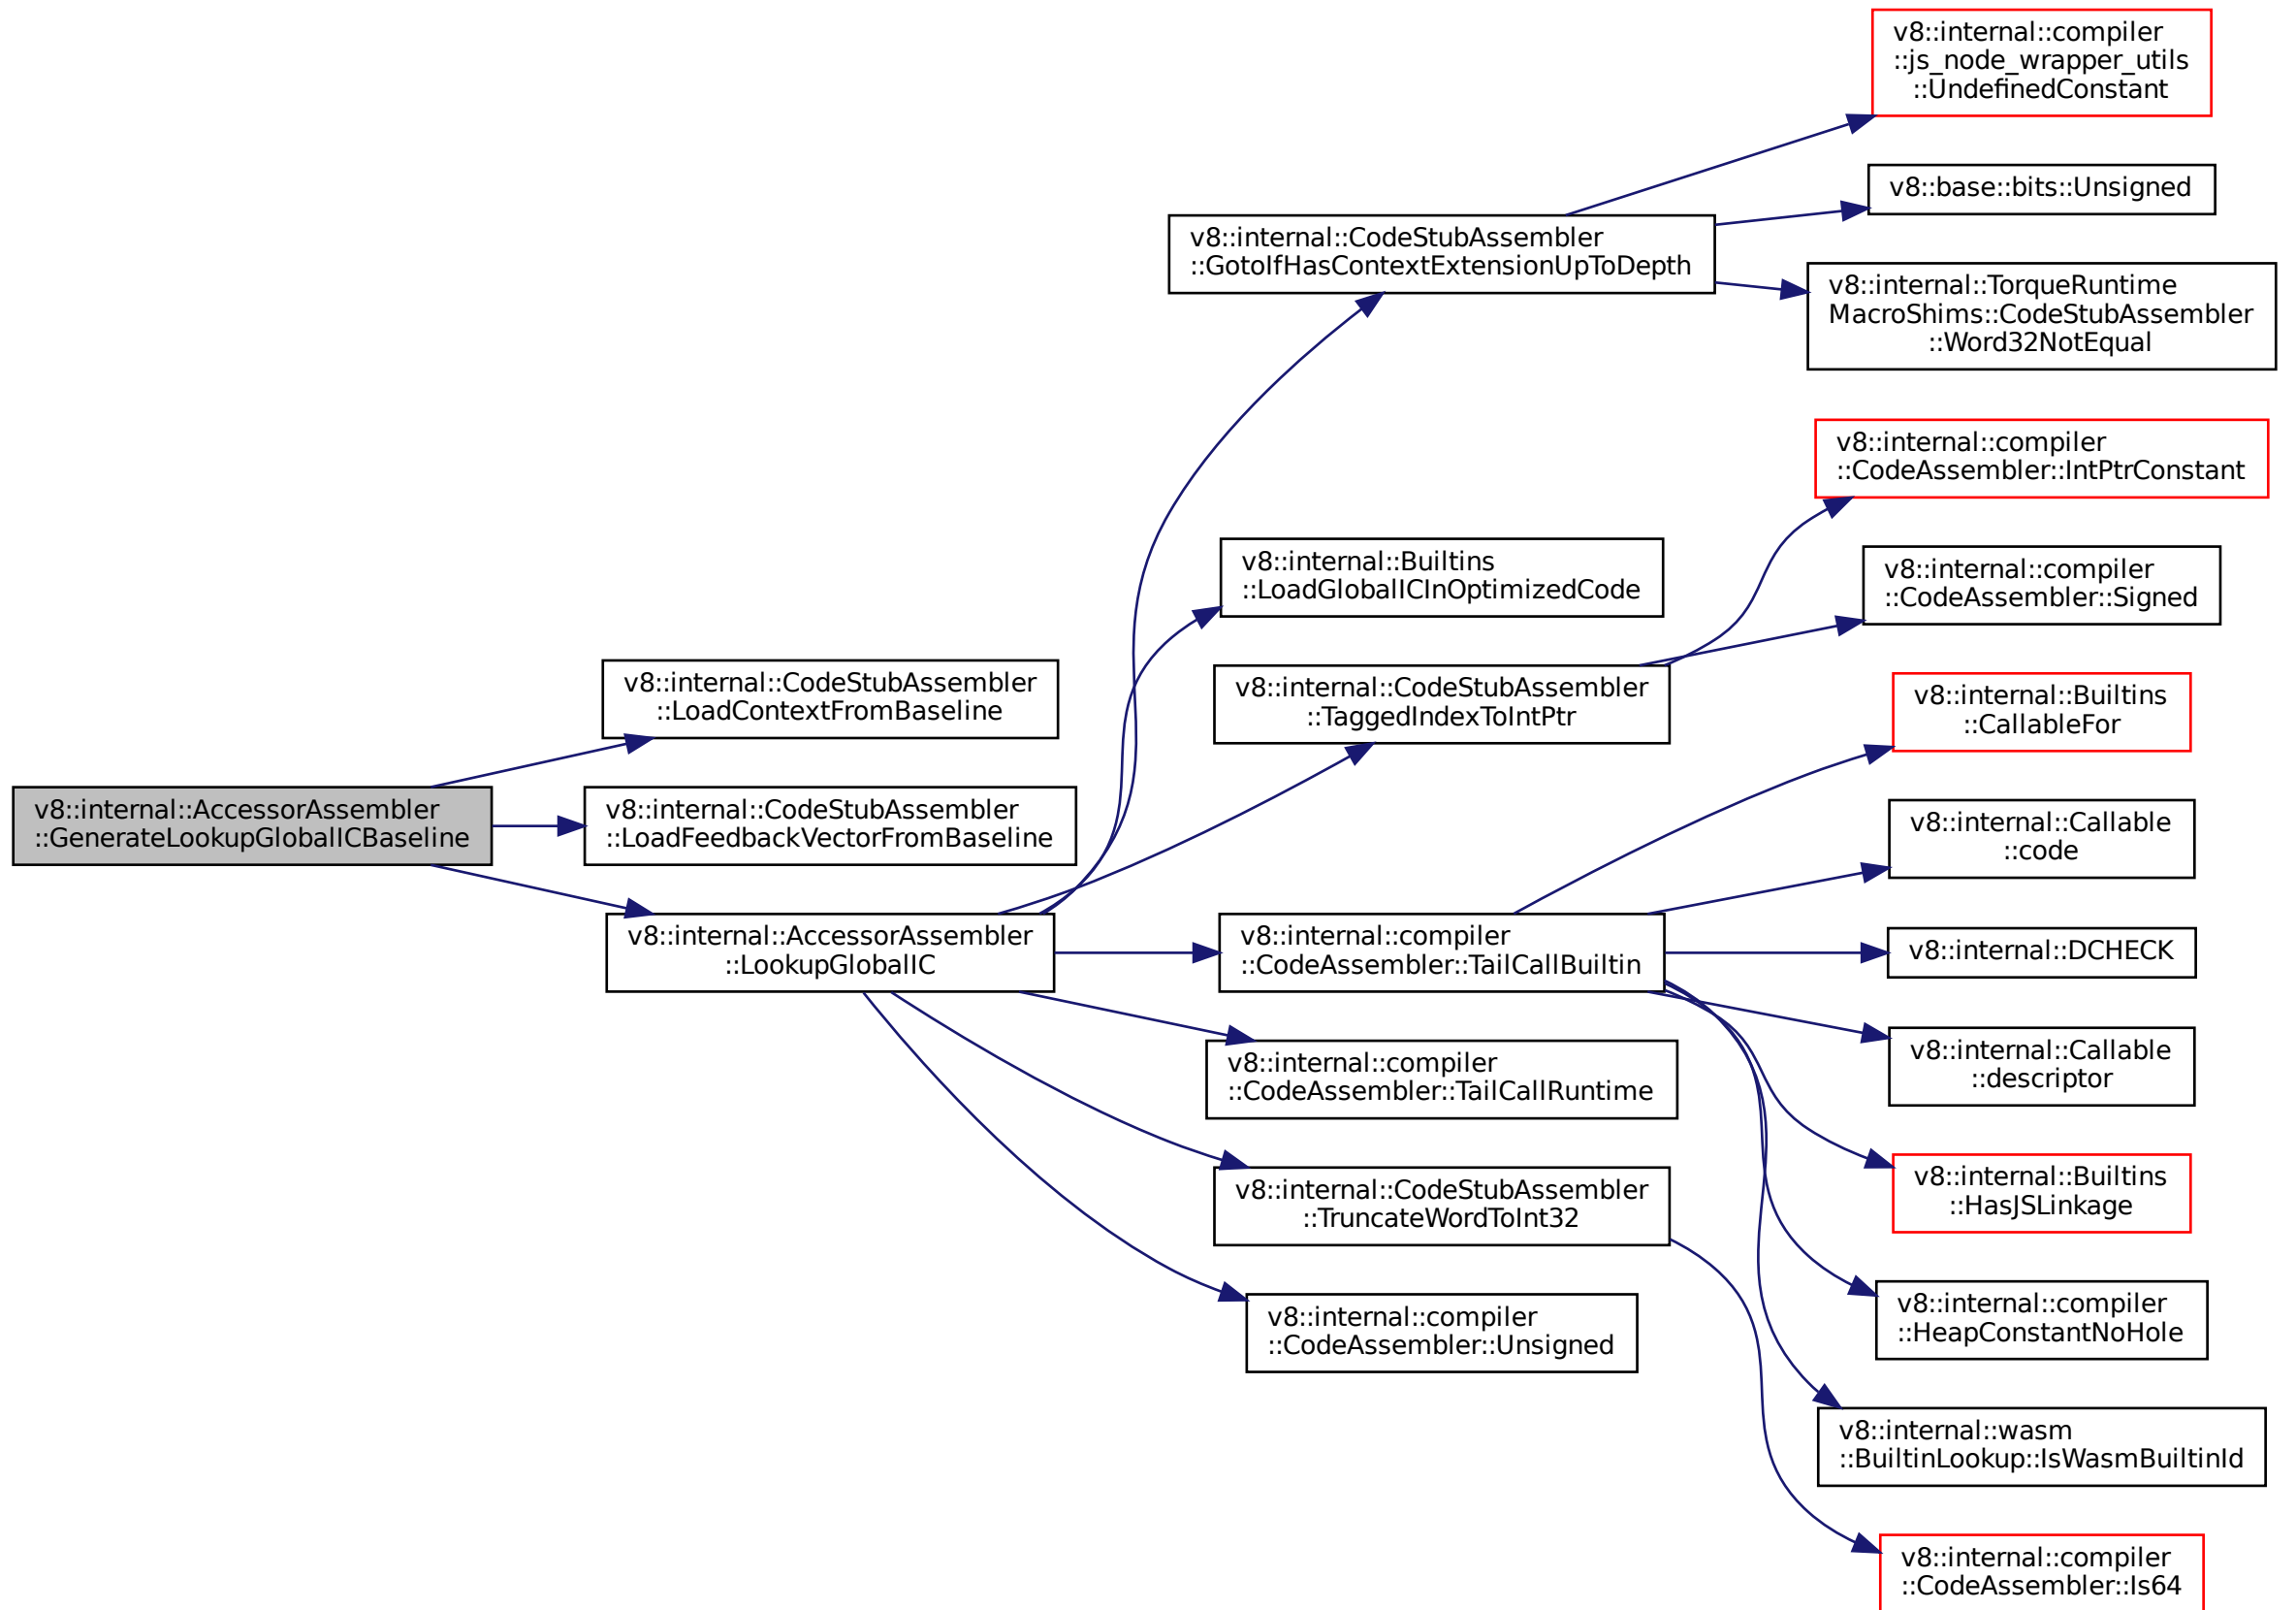 v8::internal::compiler
::js_node_wrapper_utils
::UndefinedConstant
v8::base::bits::Unsigned
v8::internal::CodeStubAssembler
::GotoIfHasContextExtensionUpToDepth
v8::internal::TorqueRuntime
MacroShims::CodeStubAssembler
::Word32NotEqual
v8::internal::compiler
::CodeAssembler::IntPtrConstant
v8::internal::Builtins
::LoadGlobalICInOptimizedCode
v8::internal::compiler
::CodeAssembler::Signed
v8::internal::CodeStubAssembler
::LoadContextFromBaseline
v8::internal::CodeStubAssembler
::TaggedIndexToIntPtr
v8::internal::Builtins
::CallableFor
v8::internal::AccessorAssembler
::GenerateLookupGlobalICBaseline
v8::internal::CodeStubAssembler
::LoadFeedbackVectorFromBaseline
v8::internal::Callable
::code
v8::internal::AccessorAssembler
::LookupGlobalIC
v8::internal::compiler
::CodeAssembler::TailCallBuiltin
v8::internal::DCHECK
v8::internal::compiler
::CodeAssembler::TailCallRuntime
v8::internal::Callable
::descriptor
v8::internal::CodeStubAssembler
::TruncateWordToInt32
v8::internal::Builtins
::HasJSLinkage
v8::internal::compiler
::CodeAssembler::Unsigned
v8::internal::compiler
::HeapConstantNoHole
v8::internal::wasm
::BuiltinLookup::IsWasmBuiltinId
v8::internal::compiler
::CodeAssembler::Is64